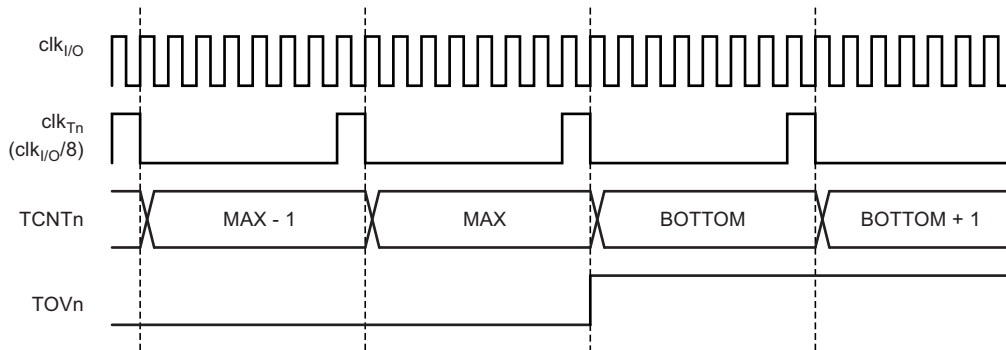 clkI/O
clkTn
(clkI/O/8)
TCNTn MAX - 1 MAX BOTTOM BOTTOM + 1
TOVn